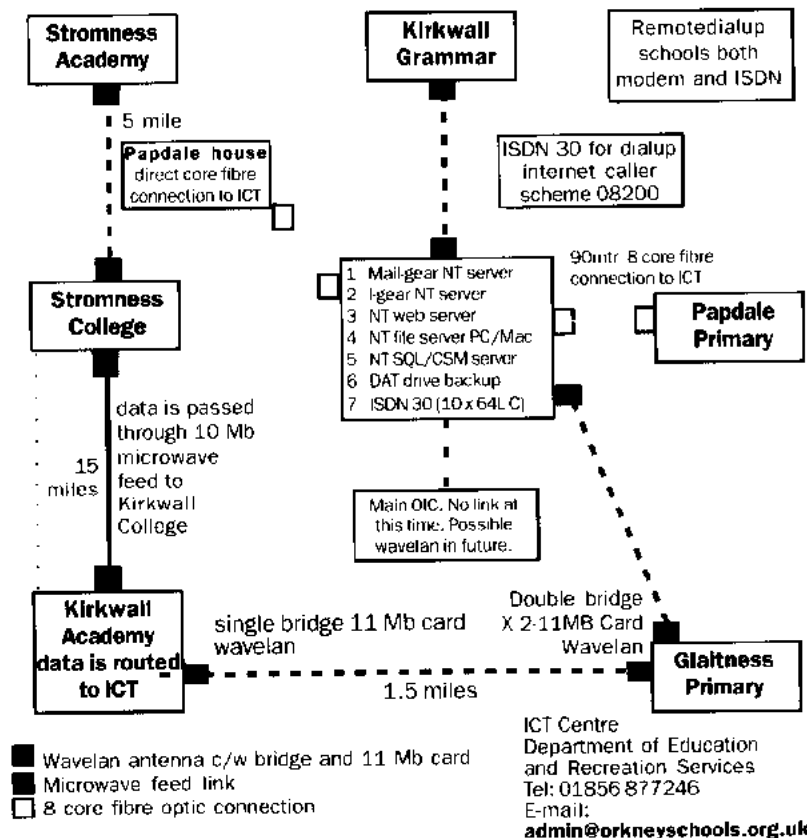 Stromness
Academy
Kirkwall
Grammar
Remotedialup
schools both
modem and ISDN
5 mile
Papdale house
direct core fibre
connection to ICT
ISDN 30 for dialup
internet caller
scheme 08200
Stromness
College
1 Mail-gear NT server
2 I-gear NT server
3 NT web server
4 NT file server PC/Mac
5 NT SQL/CSM server
6 DAT drive backup
7 ISDN 30 (10 x 64L C)
90mtr 8 core fibre
connection to ICT
Papdale
Primary
data is passed
through 10 Mb
microwave
feed to
Kirkwall
College
15
miles
Main OIC. No link at
this time. Possible
wavelan in future.
Kirkwall
Academy
data is routed
to ICT
single bridge 11 Mb card
wavelan
1.5 miles
Double bridge
X 2-11MB Card
Wavelan
Glaitness
Primary
Wavelan antenna c/w bridge and 11 Mb card
Microwave feed link
8 core fibre optic connection
ICT Centre
Department of Education
and Recreation Services
Tel: 01856 877246
E-mail:
admin@orkneyschools.org.uk